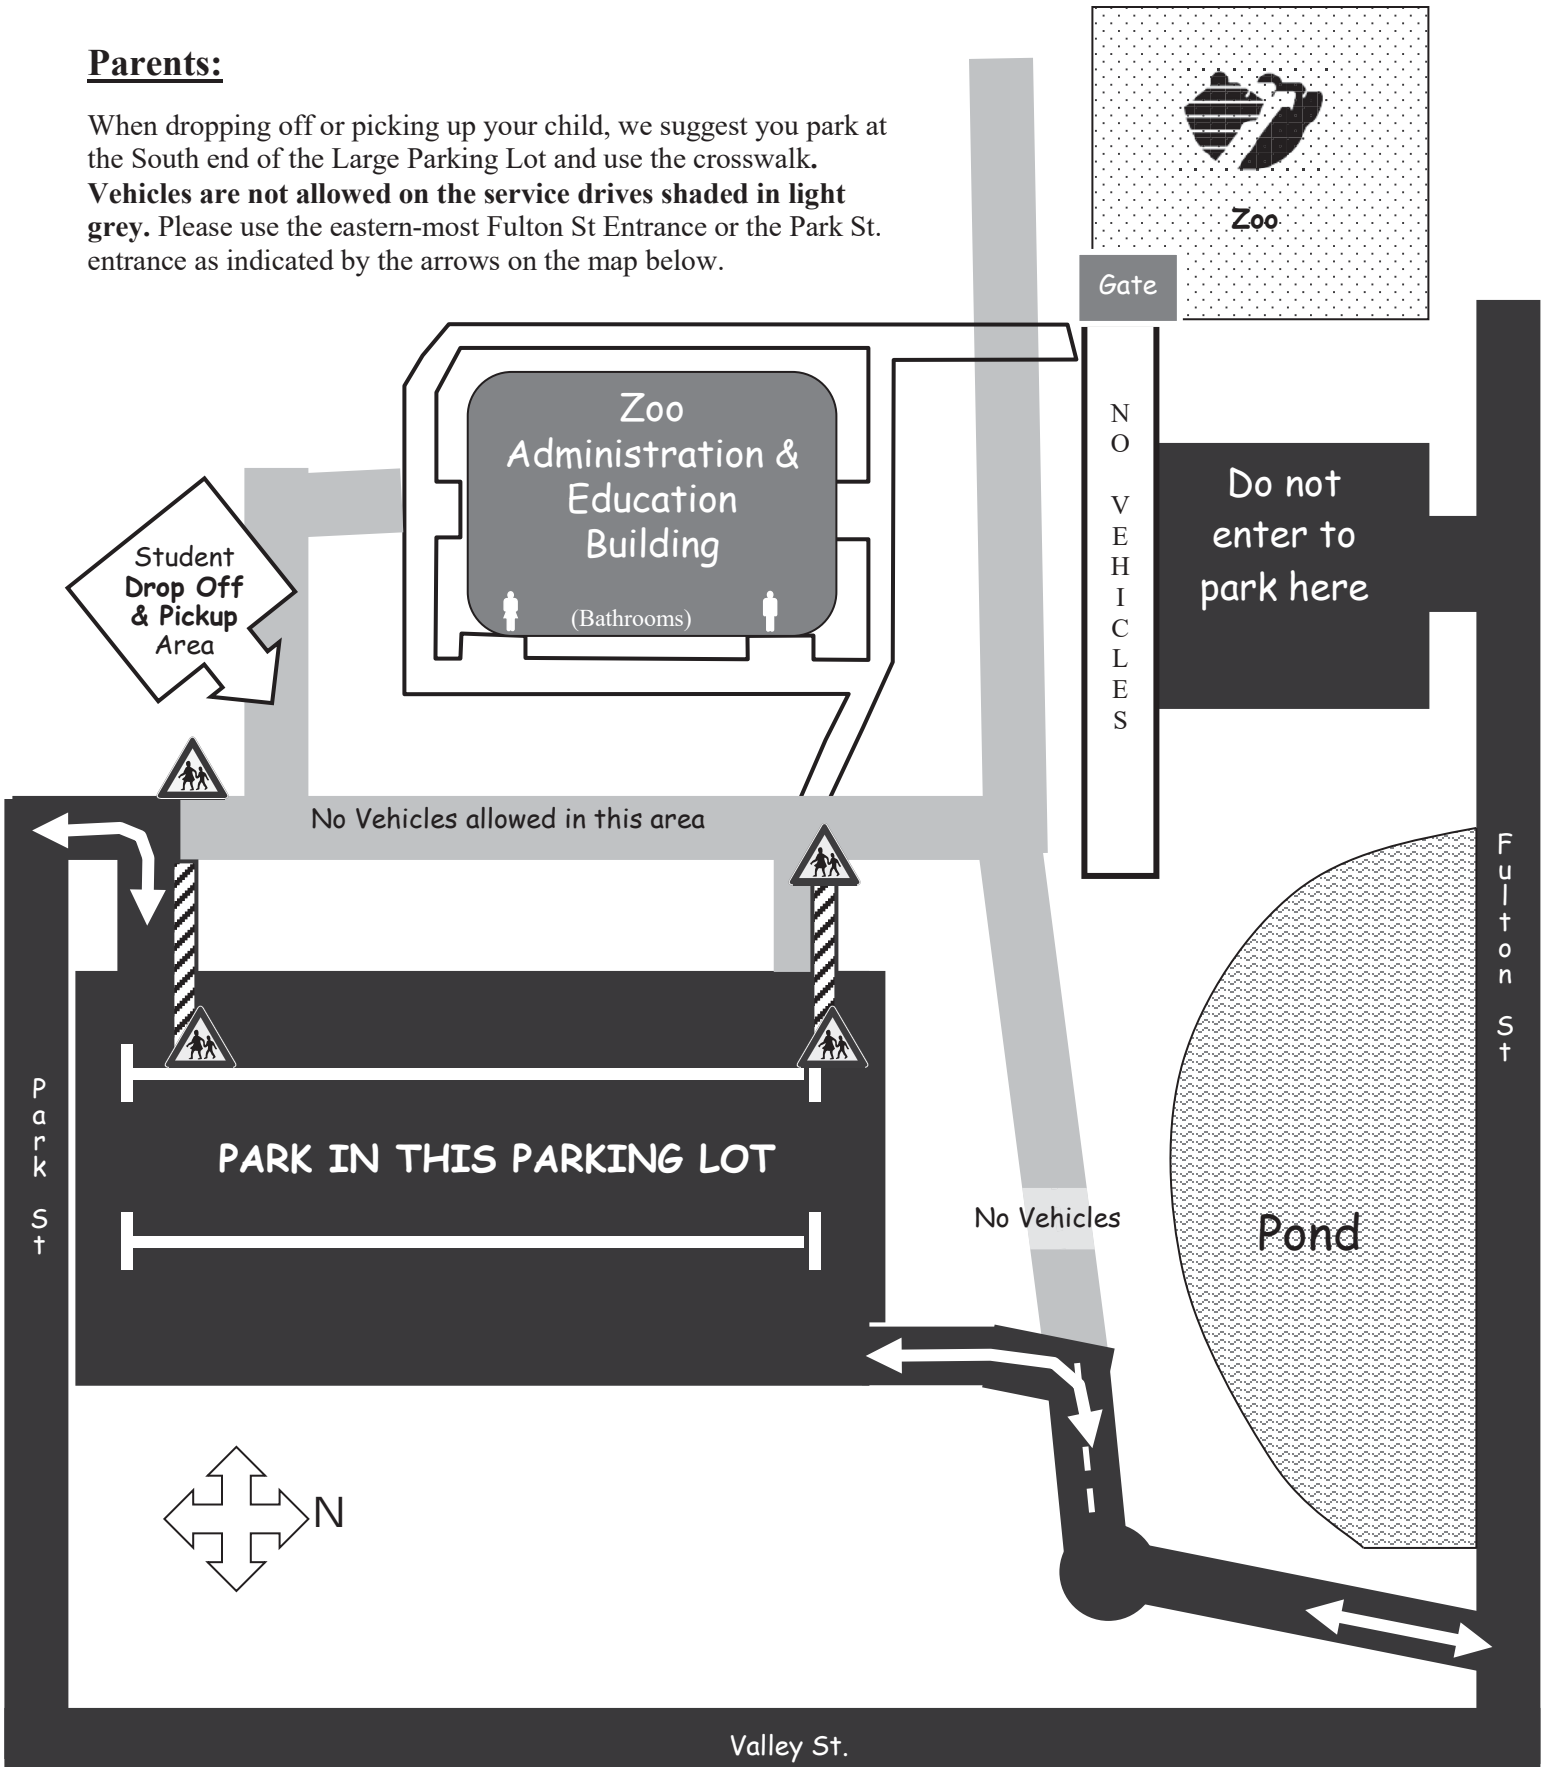 Parents:
When dropping off or picking up your child, we suggest you park at
the South end of the Large Parking Lot and use the crosswalk.
Vehicles are not allowed on the service drives shaded in light
grey. Please use the eastern-most Fulton St Entrance or the Park St.
entrance as indicated by the arrows on the map below.
Zoo
Gate
Zoo
Administration &
Education
Building
(Bathrooms)
NO VEHICLES
Do not
enter to
park here
Student
Drop Off
& Pickup
Area
No Vehicles allowed in this area
Fulton St
Park St
PARK IN THIS PARKING LOT
No Vehicles
Pond
N
Valley St.